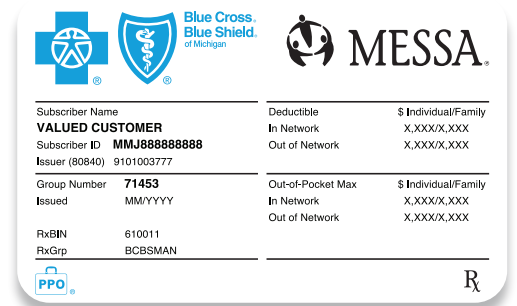 Blue Cross®
Blue Shield®
of Michigan
MESSA®
® ®
Subscriber Name
VALUED CUSTOMER
Subscriber ID MMJ888888888
Issuer (80840) 9101003777
Deductible $ Individual/Family
In Network X,XXX/X,XXX
Out of Network X,XXX/X,XXX
Group Number 71453
Issued MM/YYYY
RxBIN 610011
RxGrp BCBSMAN
Out-of-Pocket Max $ Individual/Family
In Network X,XXX/X,XXX
Out of Network X,XXX/X,XXX
PPO®
℞